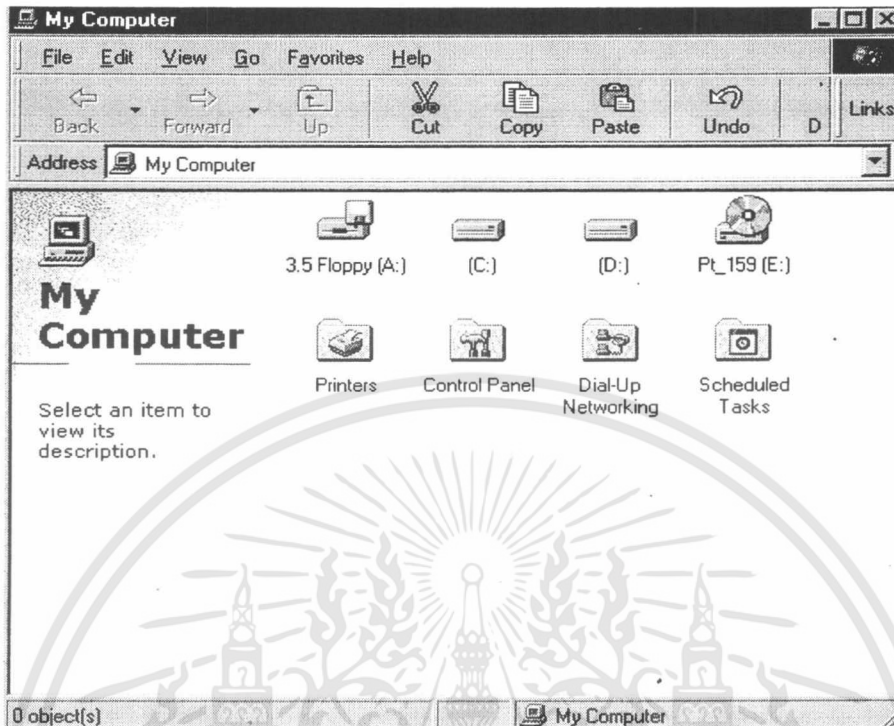 My Computer
File Edit View Go Favorites Help
Back Forward Up Cut Copy Paste Undo D Links
Address My Computer
3.5 Floppy (A:) (C:) (D:) Pt_159 (E:)
My
Computer
Printers Control Panel Dial-Up Networking Scheduled Tasks
Select an item to
view its
description.
0 object(s) My Computer